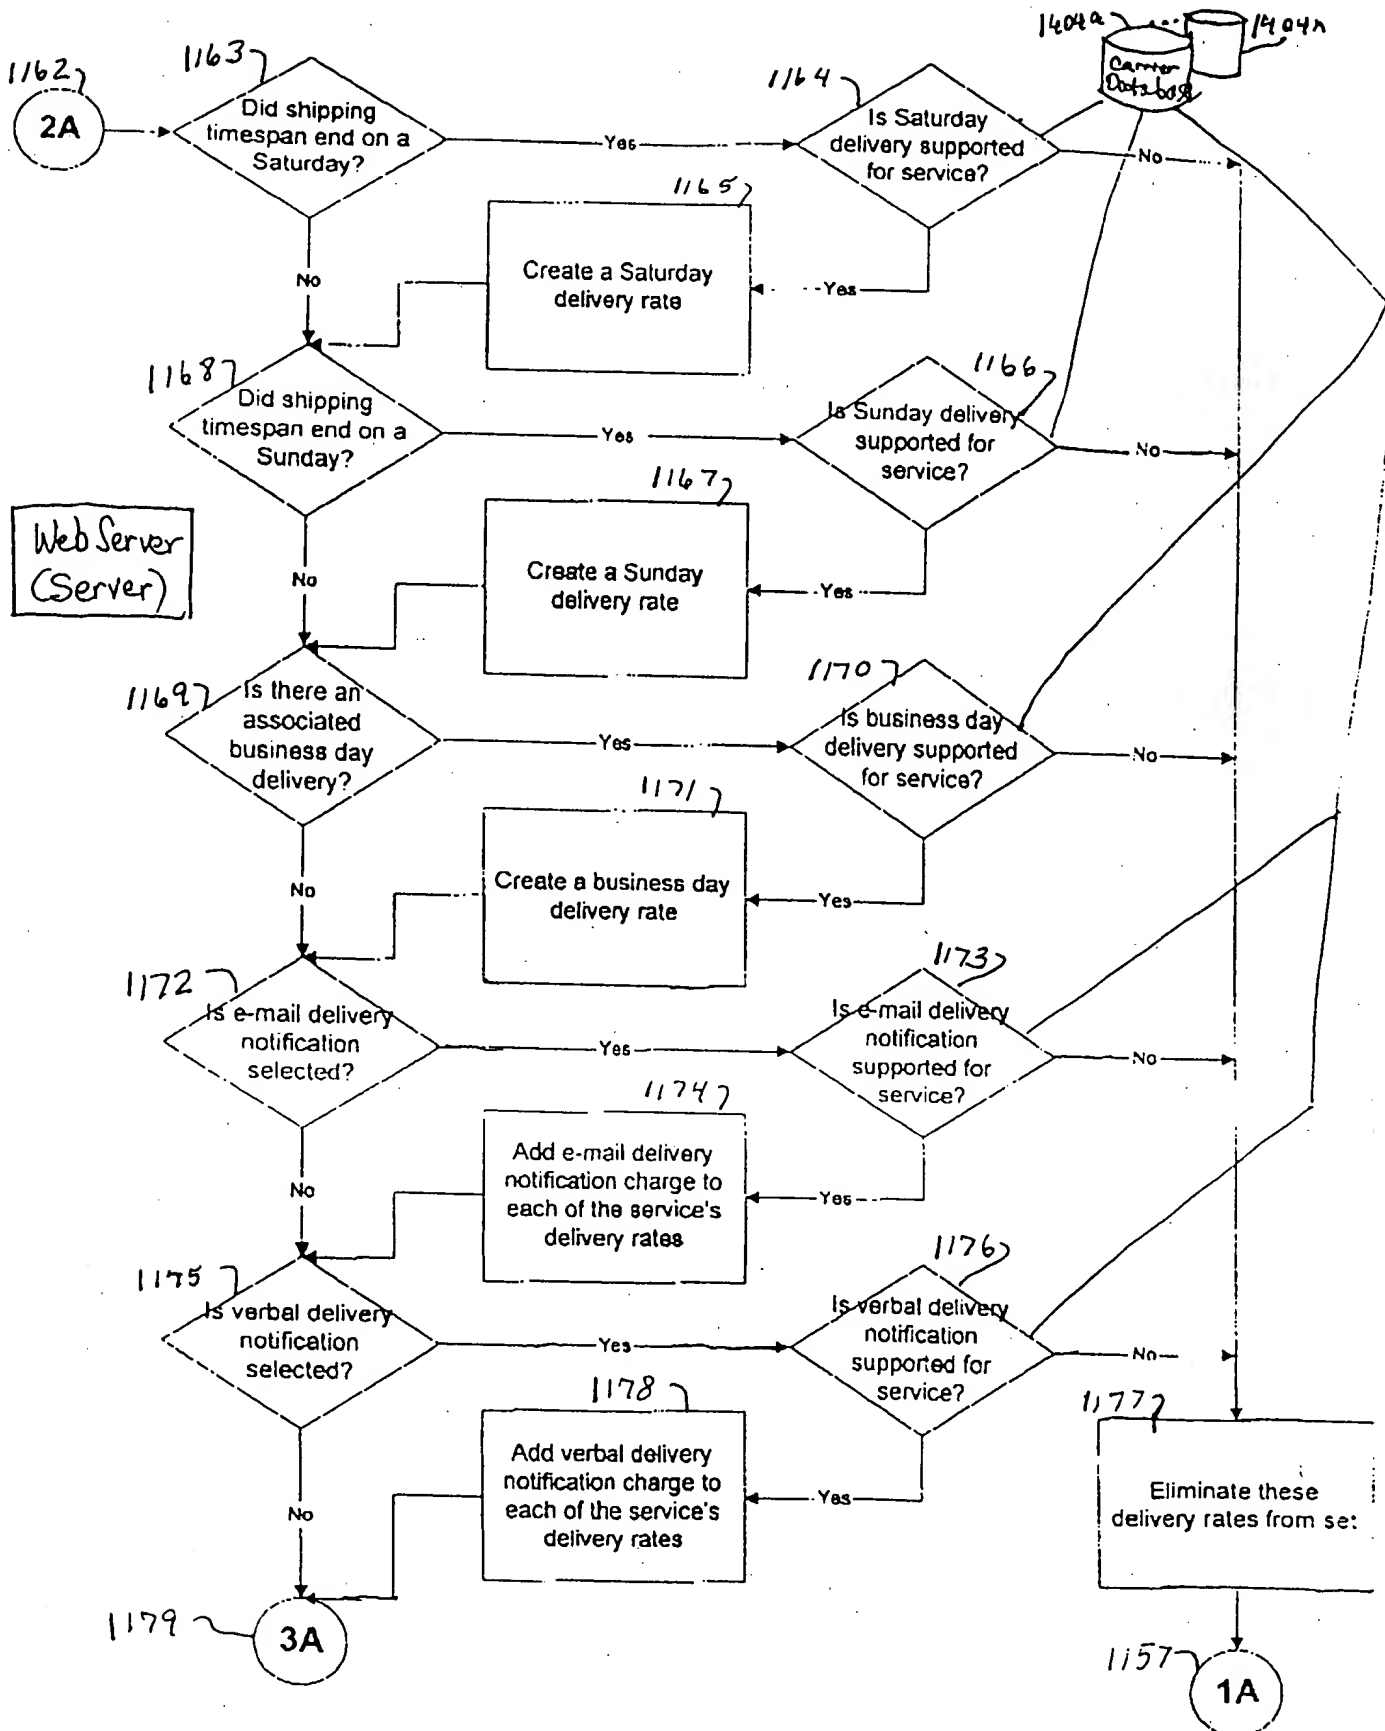 1404a
1404n
Carrier
Database
1162
2A
1163
Did shipping
timespan end on a
Saturday?
Yes
1164
Is Saturday
delivery supported
for service?
No
1165
Create a Saturday
delivery rate
Yes
No
1168
Did shipping
timespan end on a
Sunday?
Yes
1166
Is Sunday delivery
supported for
service?
No
1167
Create a Sunday
delivery rate
Yes
No
Web Server
(Server)
1169
Is there an
associated
business day
delivery?
Yes
1170
Is business day
delivery supported
for service?
No
1171
Create a business day
delivery rate
Yes
No
1172
Is e-mail delivery
notification
selected?
Yes
1173
Is e-mail delivery
notification
supported for
service?
No
1174
Add e-mail delivery
notification charge to
each of the service's
delivery rates
Yes
No
1175
Is verbal delivery
notification
selected?
Yes
1176
Is verbal delivery
notification
supported for
service?
No
1178
Add verbal delivery
notification charge to
each of the service's
delivery rates
Yes
No
1177
Eliminate these
delivery rates from set
1179
3A
1157
1A